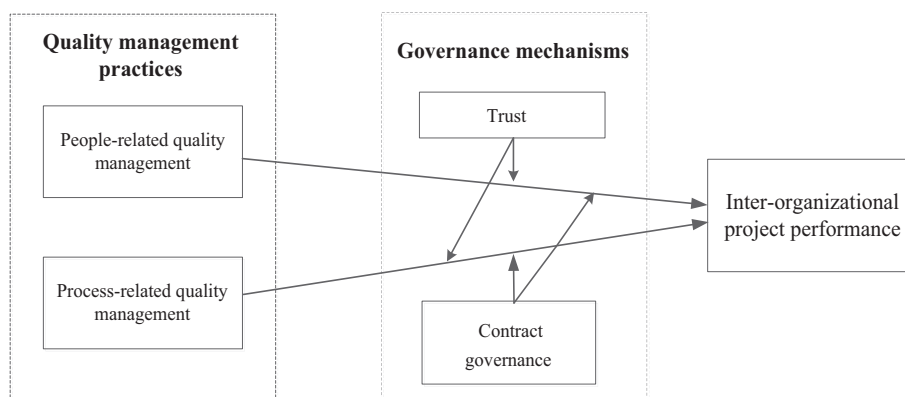 Quality management
practices
People-related quality
management
Process-related quality
management
Governance mechanisms
Trust
Contract
governance
Inter-organizational
project performance